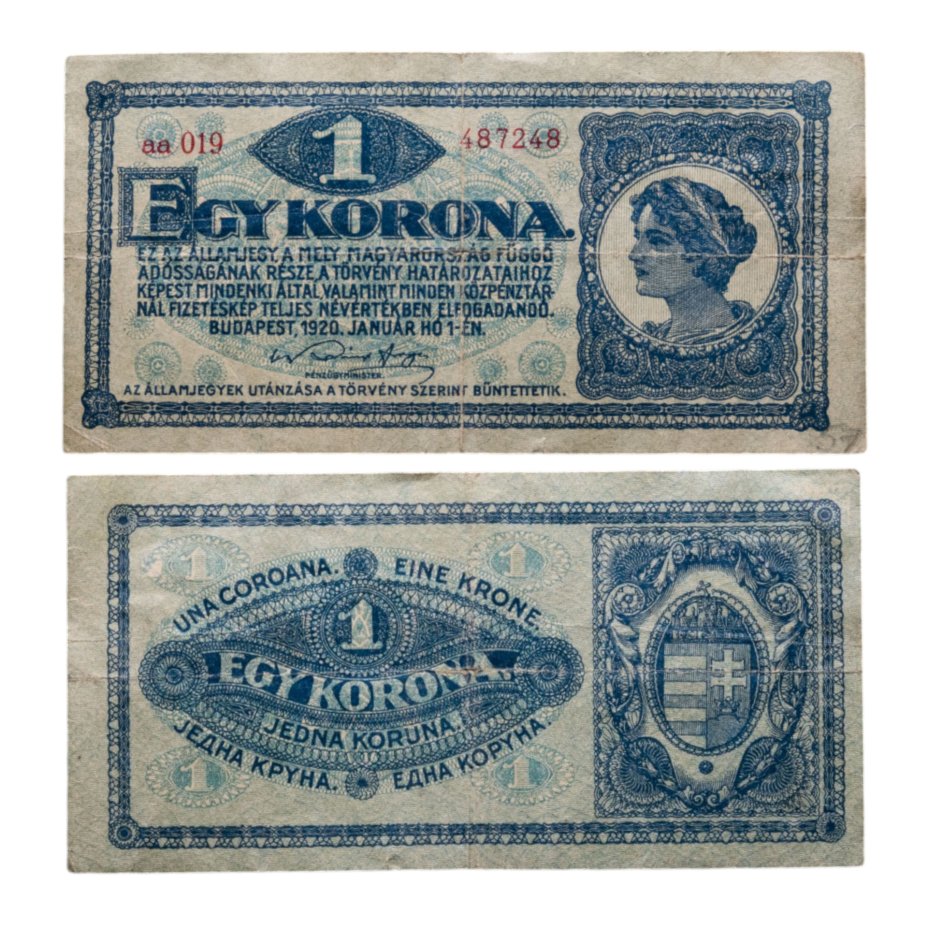 aa 019
1
487248
EGY KORONA.
EZ AZ ÁLLAMJEGY, A MELY MAGYARORSZÁG FÜGGŐ
ADÓSSÁGÁNAK RÉSZE, A TÖRVÉNY HATÁROZATAIHOZ
KÉPEST MINDENKI ÁLTAL, VALAMINT MINDEN KÖZPÉNZTÁR-
NÁL FIZETÉSKÉP TELJES NÉVÉRTÉKBEN ELFOGADANDÓ.
BUDAPEST, 1920. JANUÁR HÓ 1-ÉN.
PÉNZÜGYMINISTER.
AZ ÁLLAMJEGYEK UTÁNZÁSA A TÖRVÉNY SZERINT BÜNTETTETIK.
57
1
1
UNA COROANA.
EINE KRONE.
1
EGY KORONA
JEDNA KORUNA.
ЈЕДНА КРУНА.
ЕДНА КОРУНА.
1
1